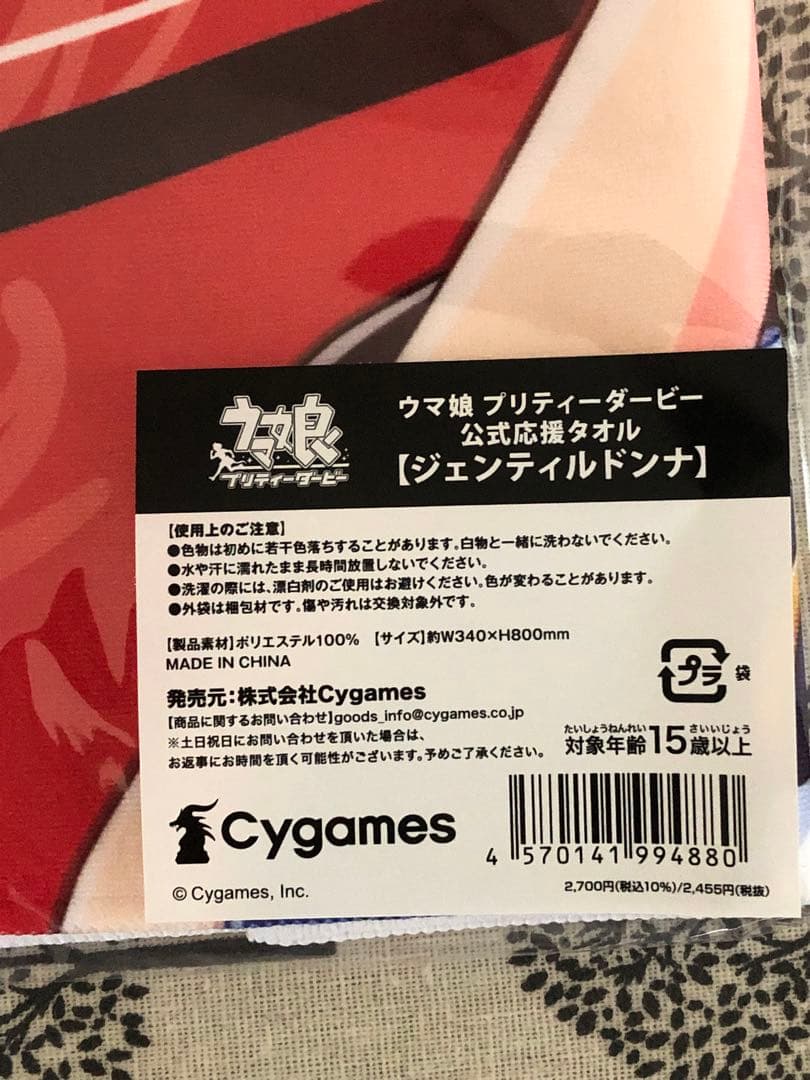 ウマ娘
プリティーダービー
ウマ娘 プリティーダービー
公式応援タオル
【ジェンティルドンナ】
【使用上のご注意】
●色物は初めに若干色落ちすることがあります。白物と一緒に洗わないでください。
●水や汗に濡れたまま長時間放置しないでください。
●洗濯の際には、漂白剤のご使用はお避けください。色が変わることがあります。
●外袋は梱包材です。傷や汚れは交換対象外です。
【製品素材】ポリエステル100% 【サイズ】約W340×H800mm
MADE IN CHINA
プラ 袋
発売元:株式会社Cygames
【商品に関するお問い合わせ】goods_info@cygames.co.jp
※土日祝日にお問い合わせを頂いた場合は、
お返事にお時間を頂く可能性がございます。予めご了承ください。
たいしょうねんれい さいいじょう
対象年齢15歳以上
Cygames
4 570141 994880
© Cygames, Inc.
2,700円(税込10%)/2,455円(税抜)